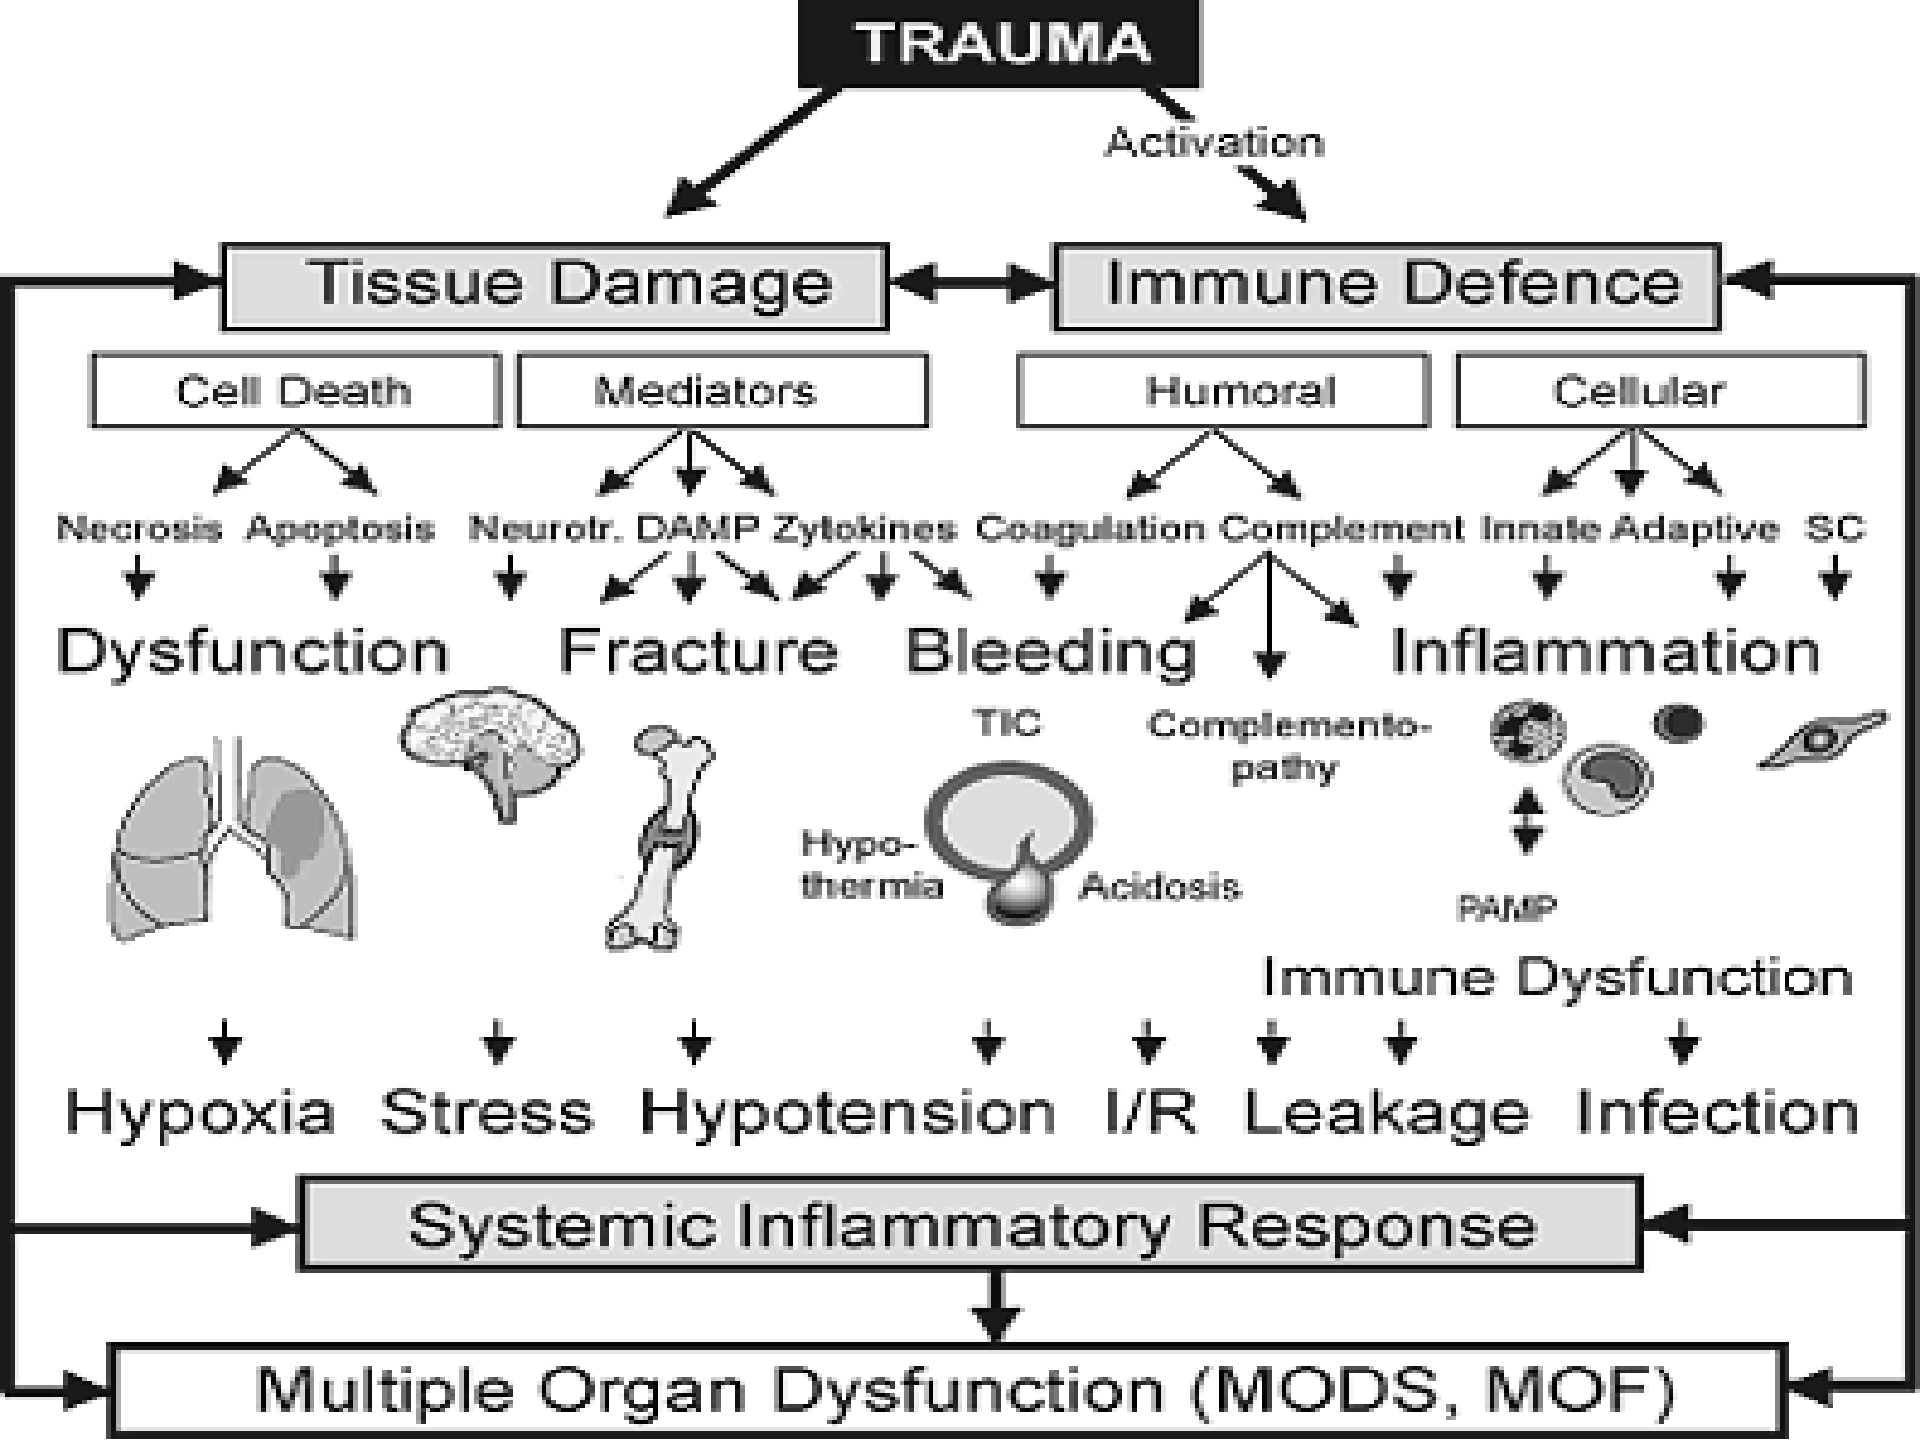 TRAUMA
Activation
Tissue Damage Immune Defence
Cell Death Mediators Humoral Cellular
Necrosis Apoptosis Neurotr. DAMP Zytokines Coagulation Complement Innate Adaptive SC
Dysfunction Fracture Bleeding Inflammation
TIC Complemento-
pathy
Hypo-
thermia Acidosis
PAMP
Immune Dysfunction
Hypoxia Stress Hypotension I/R Leakage Infection
Systemic Inflammatory Response
Multiple Organ Dysfunction (MODS, MOF)